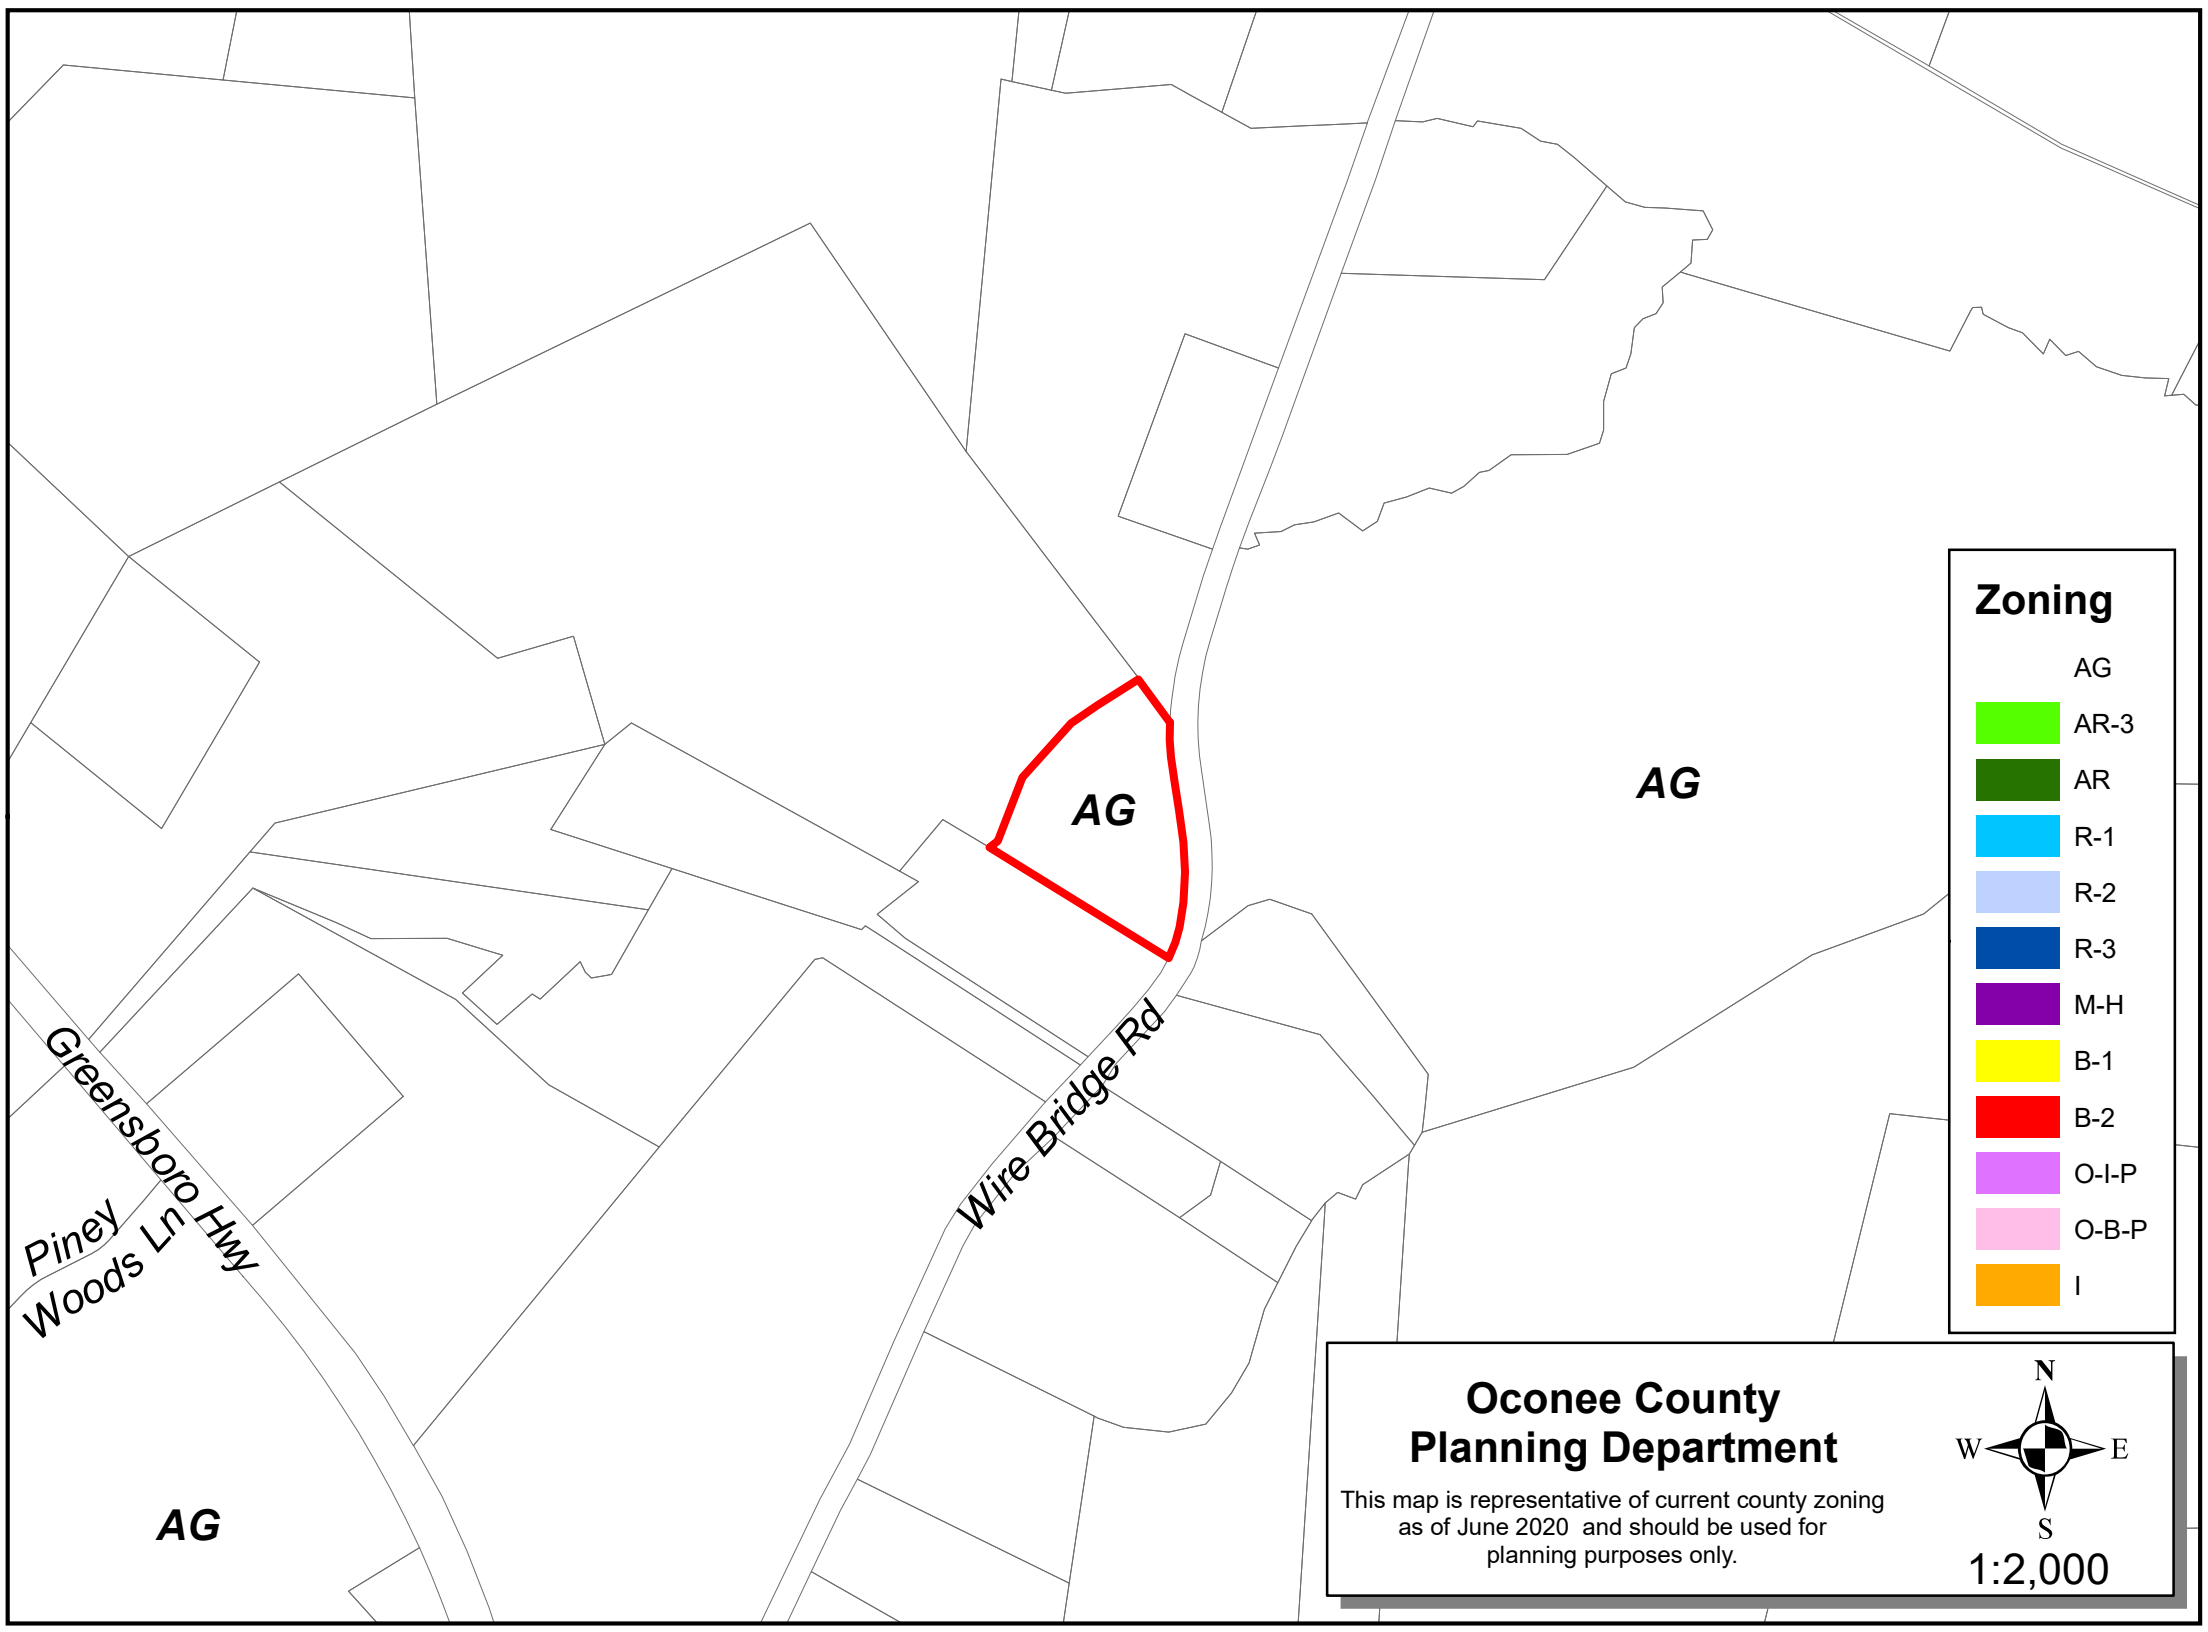 AG
AG
Wire Bridge Rd
Greensboro Hwy
Piney
Woods Ln
AG
Zoning
AG
AR-3
AR
R-1
R-2
R-3
M-H
B-1
B-2
O-I-P
O-B-P
I
Oconee County
Planning Department
This map is representative of current county zoning
as of June 2020 and should be used for
planning purposes only.
N
W E
S
1:2,000